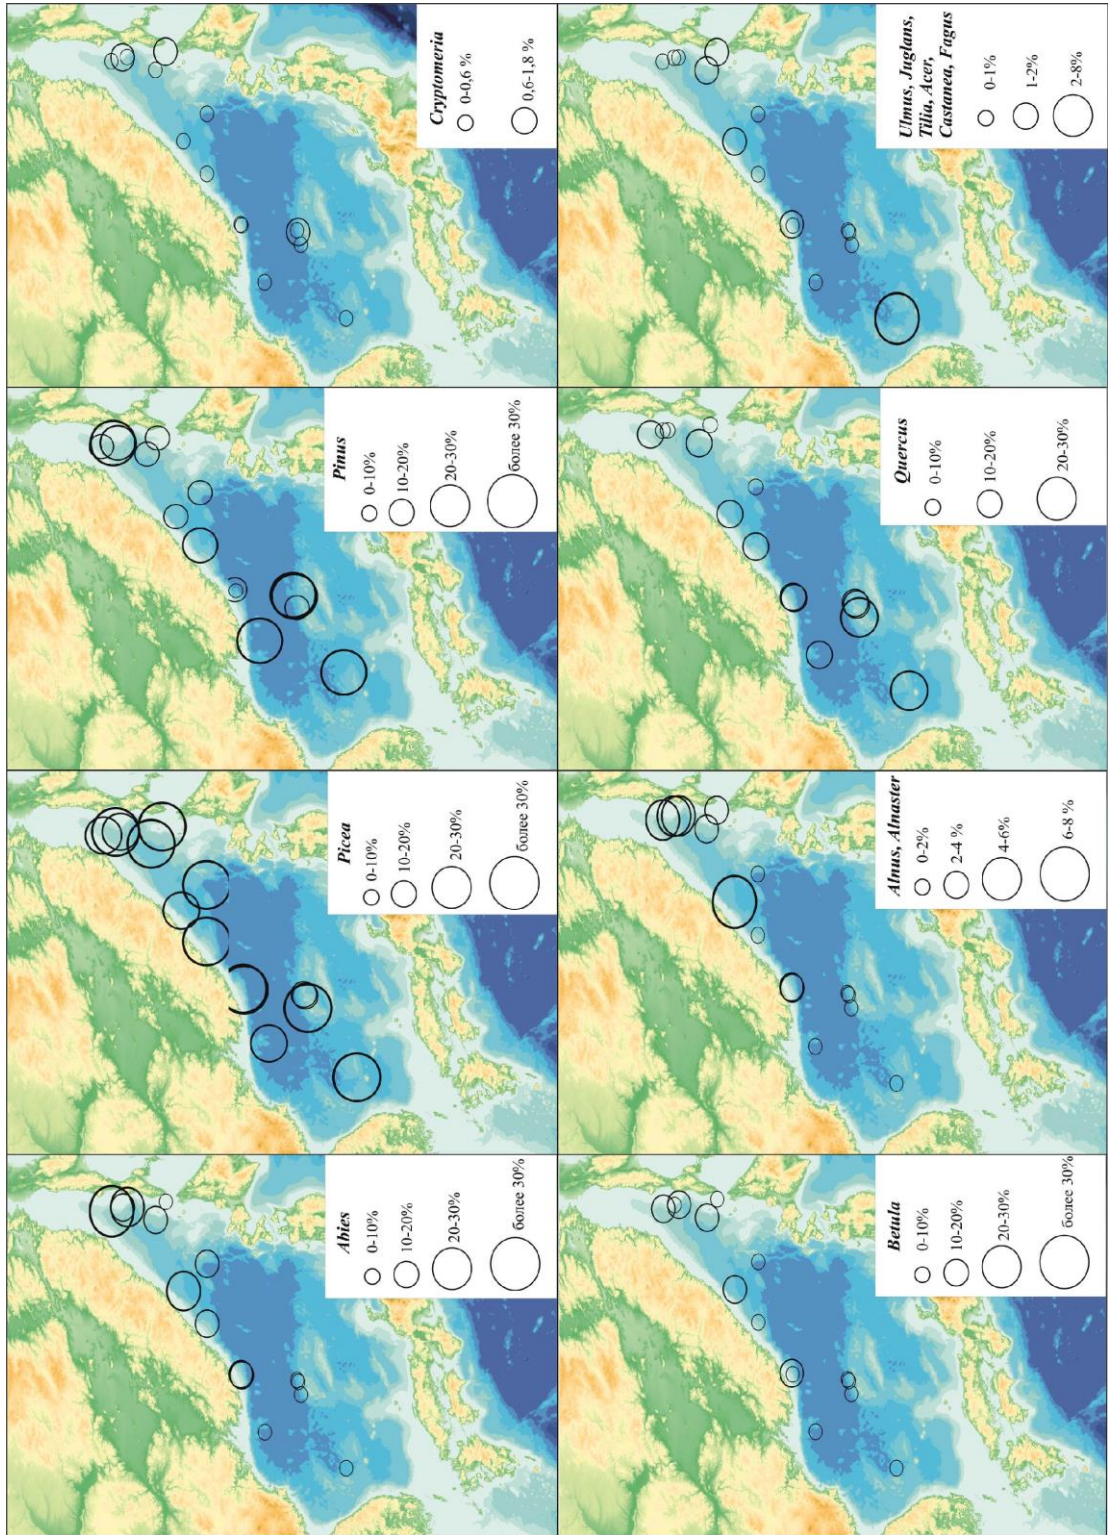 Abies
0-10%
10-20%
20-30%
более 30%
Picea
0-10%
10-20%
20-30%
более 30%
Pinus
0-10%
10-20%
20-30%
более 30%
Cryptomeria
0-0,6 %
0,6-1,8 %
Betula
0-10%
10-20%
20-30%
более 30%
Alnus, Alnaster
0-2%
2-4 %
4-6%
6-8 %
Quercus
0-10%
10-20%
20-30%
Ulmus, Juglans,
Tilia, Acer,
Castanea, Fagus
0-1%
1-2%
2-8%